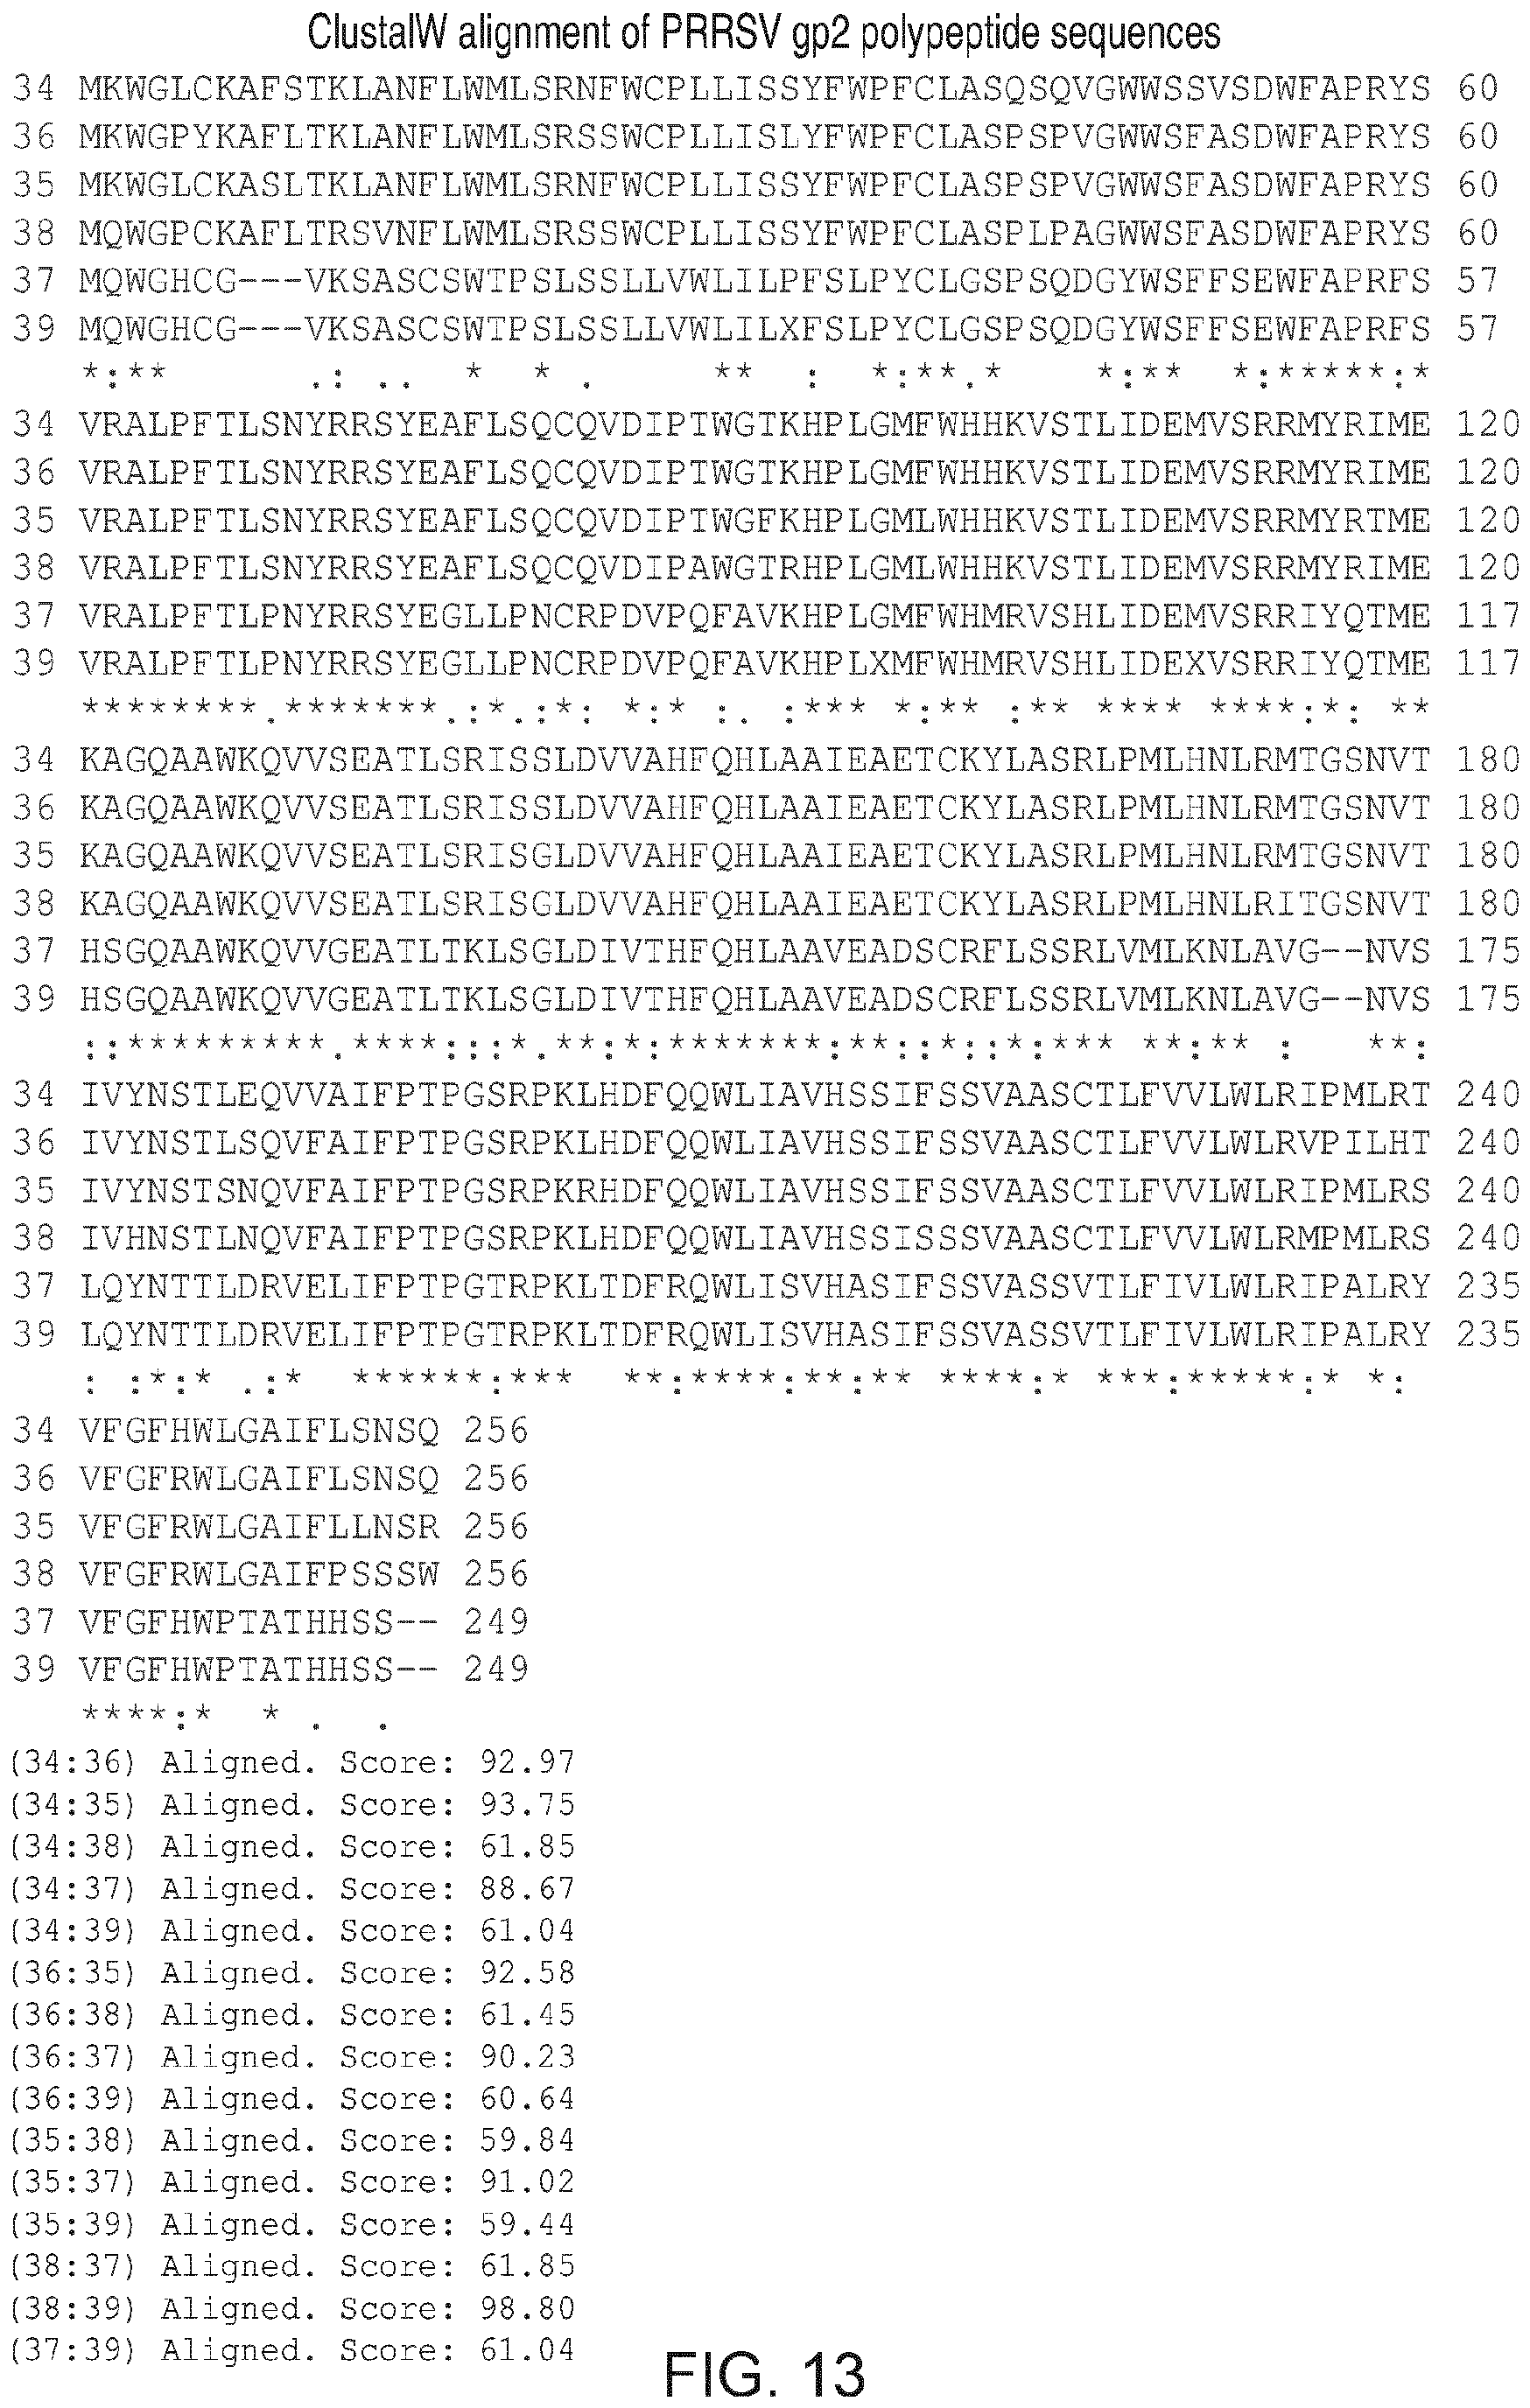 ClustalW alignment of PRRSV gp2 polypeptide sequences
34 MKWGLCKAFSTKLANFLWMLSRNFWCPLLISSYFWPFCLASQSQVGWWSSVSDWFAPRYS 60
36 MKWGPYKAFLTKLANFLWMLSRSSWCPLLISLYFWPFCLASPSPVGWWSFASDWFAPRYS 60
35 MKWGLCKASLTKLANFLWMLSRNFWCPLLISSYFWPFCLASPSPVGWWSFASDWFAPRYS 60
38 MQWGPCKAFLTRSVNFLWMLSRSSWCPLLISSYFWPFCLASPLPAGWWSFASDWFAPRYS 60
37 MQWGHCG---VKSASCSWTPSLSSLLVWLILPFSLPYCLGSPSQDGYWSFFSEWFAPRFS 57
39 MQWGHCG---VKSASCSWTPSLSSLLVWLILXFSLPYCLGSPSQDGYWSFFSEWFAPRFS 57
*:**      .: ..  *  * .     **  :  *:**.*    *:**  *:*****:*
34 VRALPFTLSNYRRSYEAFLSQCQVDIPTWGTKHPLGMFWHHKVSTLIDEMVSRRMYRIME 120
36 VRALPFTLSNYRRSYEAFLSQCQVDIPTWGTKHPLGMFWHHKVSTLIDEMVSRRMYRIME 120
35 VRALPFTLSNYRRSYEAFLSQCQVDIPTWGFKHPLGMLWHHKVSTLIDEMVSRRMYRTME 120
38 VRALPFTLSNYRRSYEAFLSQCQVDIPAWGTRHPLGMLWHHKVSTLIDEMVSRRMYRIME 120
37 VRALPFTLPNYRRSYEGLLPNCRPDVPQFAVKHPLGMFWHMRVSHLIDEMVSRRIYQTME 117
39 VRALPFTLPNYRRSYEGLLPNCRPDVPQFAVKHPLXMFWHMRVSHLIDEXVSRRIYQTME 117
********.*******.:*.:*: *:* :. :*** *:** :** **** ****:*: **
34 KAGQAAWKQVVSEATLSRISSLDVVAHFQHLAAIEAETCKYLASRLPMLHNLRMTGSNVT 180
36 KAGQAAWKQVVSEATLSRISSLDVVAHFQHLAAIEAETCKYLASRLPMLHNLRMTGSNVT 180
35 KAGQAAWKQVVSEATLSRISGLDVVAHFQHLAAIEAETCKYLASRLPMLHNLRMTGSNVT 180
38 KAGQAAWKQVVSEATLSRISGLDVVAHFQHLAAIEAETCKYLASRLPMLHNLRITGSNVT 180
37 HSGQAAWKQVVGEATLTKLSGLDIVTHFQHLAAVEADSCRFLSSRLVMLKNLAVG--NVS 175
39 HSGQAAWKQVVGEATLTKLSGLDIVTHFQHLAAVEADSCRFLSSRLVMLKNLAVG--NVS 175
::*********.****:::*.**:*:*******:**::*::*:*** **:** :   **:
34 IVYNSTLEQVVAIFPTPGSRPKLHDFQQWLIAVHSSIFSSVAASCTLFVVLWLRIPMLRT 240
36 IVYNSTLSQVFAIFPTPGSRPKLHDFQQWLIAVHSSIFSSVAASCTLFVVLWLRVPILHT 240
35 IVYNSTSNQVFAIFPTPGSRPKRHDFQQWLIAVHSSIFSSVAASCTLFVVLWLRIPMLRS 240
38 IVHNSTLNQVFAIFPTPGSRPKLHDFQQWLIAVHSSISSSVAASCTLFVVLWLRMPMLRS 240
37 LQYNTTLDRVELIFPTPGTRPKLTDFRQWLISVHASIFSSVASSVTLFIVLWLRIPALRY 235
39 LQYNTTLDRVELIFPTPGTRPKLTDFRQWLISVHASIFSSVASSVTLFIVLWLRIPALRY 235
: :*:* .:*  ******:***  **:****:**:** ****:* ***:*****:* *:
34 VFGFHWLGAIFLSNSQ 256
36 VFGFRWLGAIFLSNSQ 256
35 VFGFRWLGAIFLLNSR 256
38 VFGFRWLGAIFPSSSW 256
37 VFGFHWPTATHHSS-- 249
39 VFGFHWPTATHHSS-- 249
****:*  * .  .
(34:36) Aligned. Score: 92.97
(34:35) Aligned. Score: 93.75
(34:38) Aligned. Score: 61.85
(34:37) Aligned. Score: 88.67
(34:39) Aligned. Score: 61.04
(36:35) Aligned. Score: 92.58
(36:38) Aligned. Score: 61.45
(36:37) Aligned. Score: 90.23
(36:39) Aligned. Score: 60.64
(35:38) Aligned. Score: 59.84
(35:37) Aligned. Score: 91.02
(35:39) Aligned. Score: 59.44
(38:37) Aligned. Score: 61.85
(38:39) Aligned. Score: 98.80
(37:39) Aligned. Score: 61.04
FIG. 13